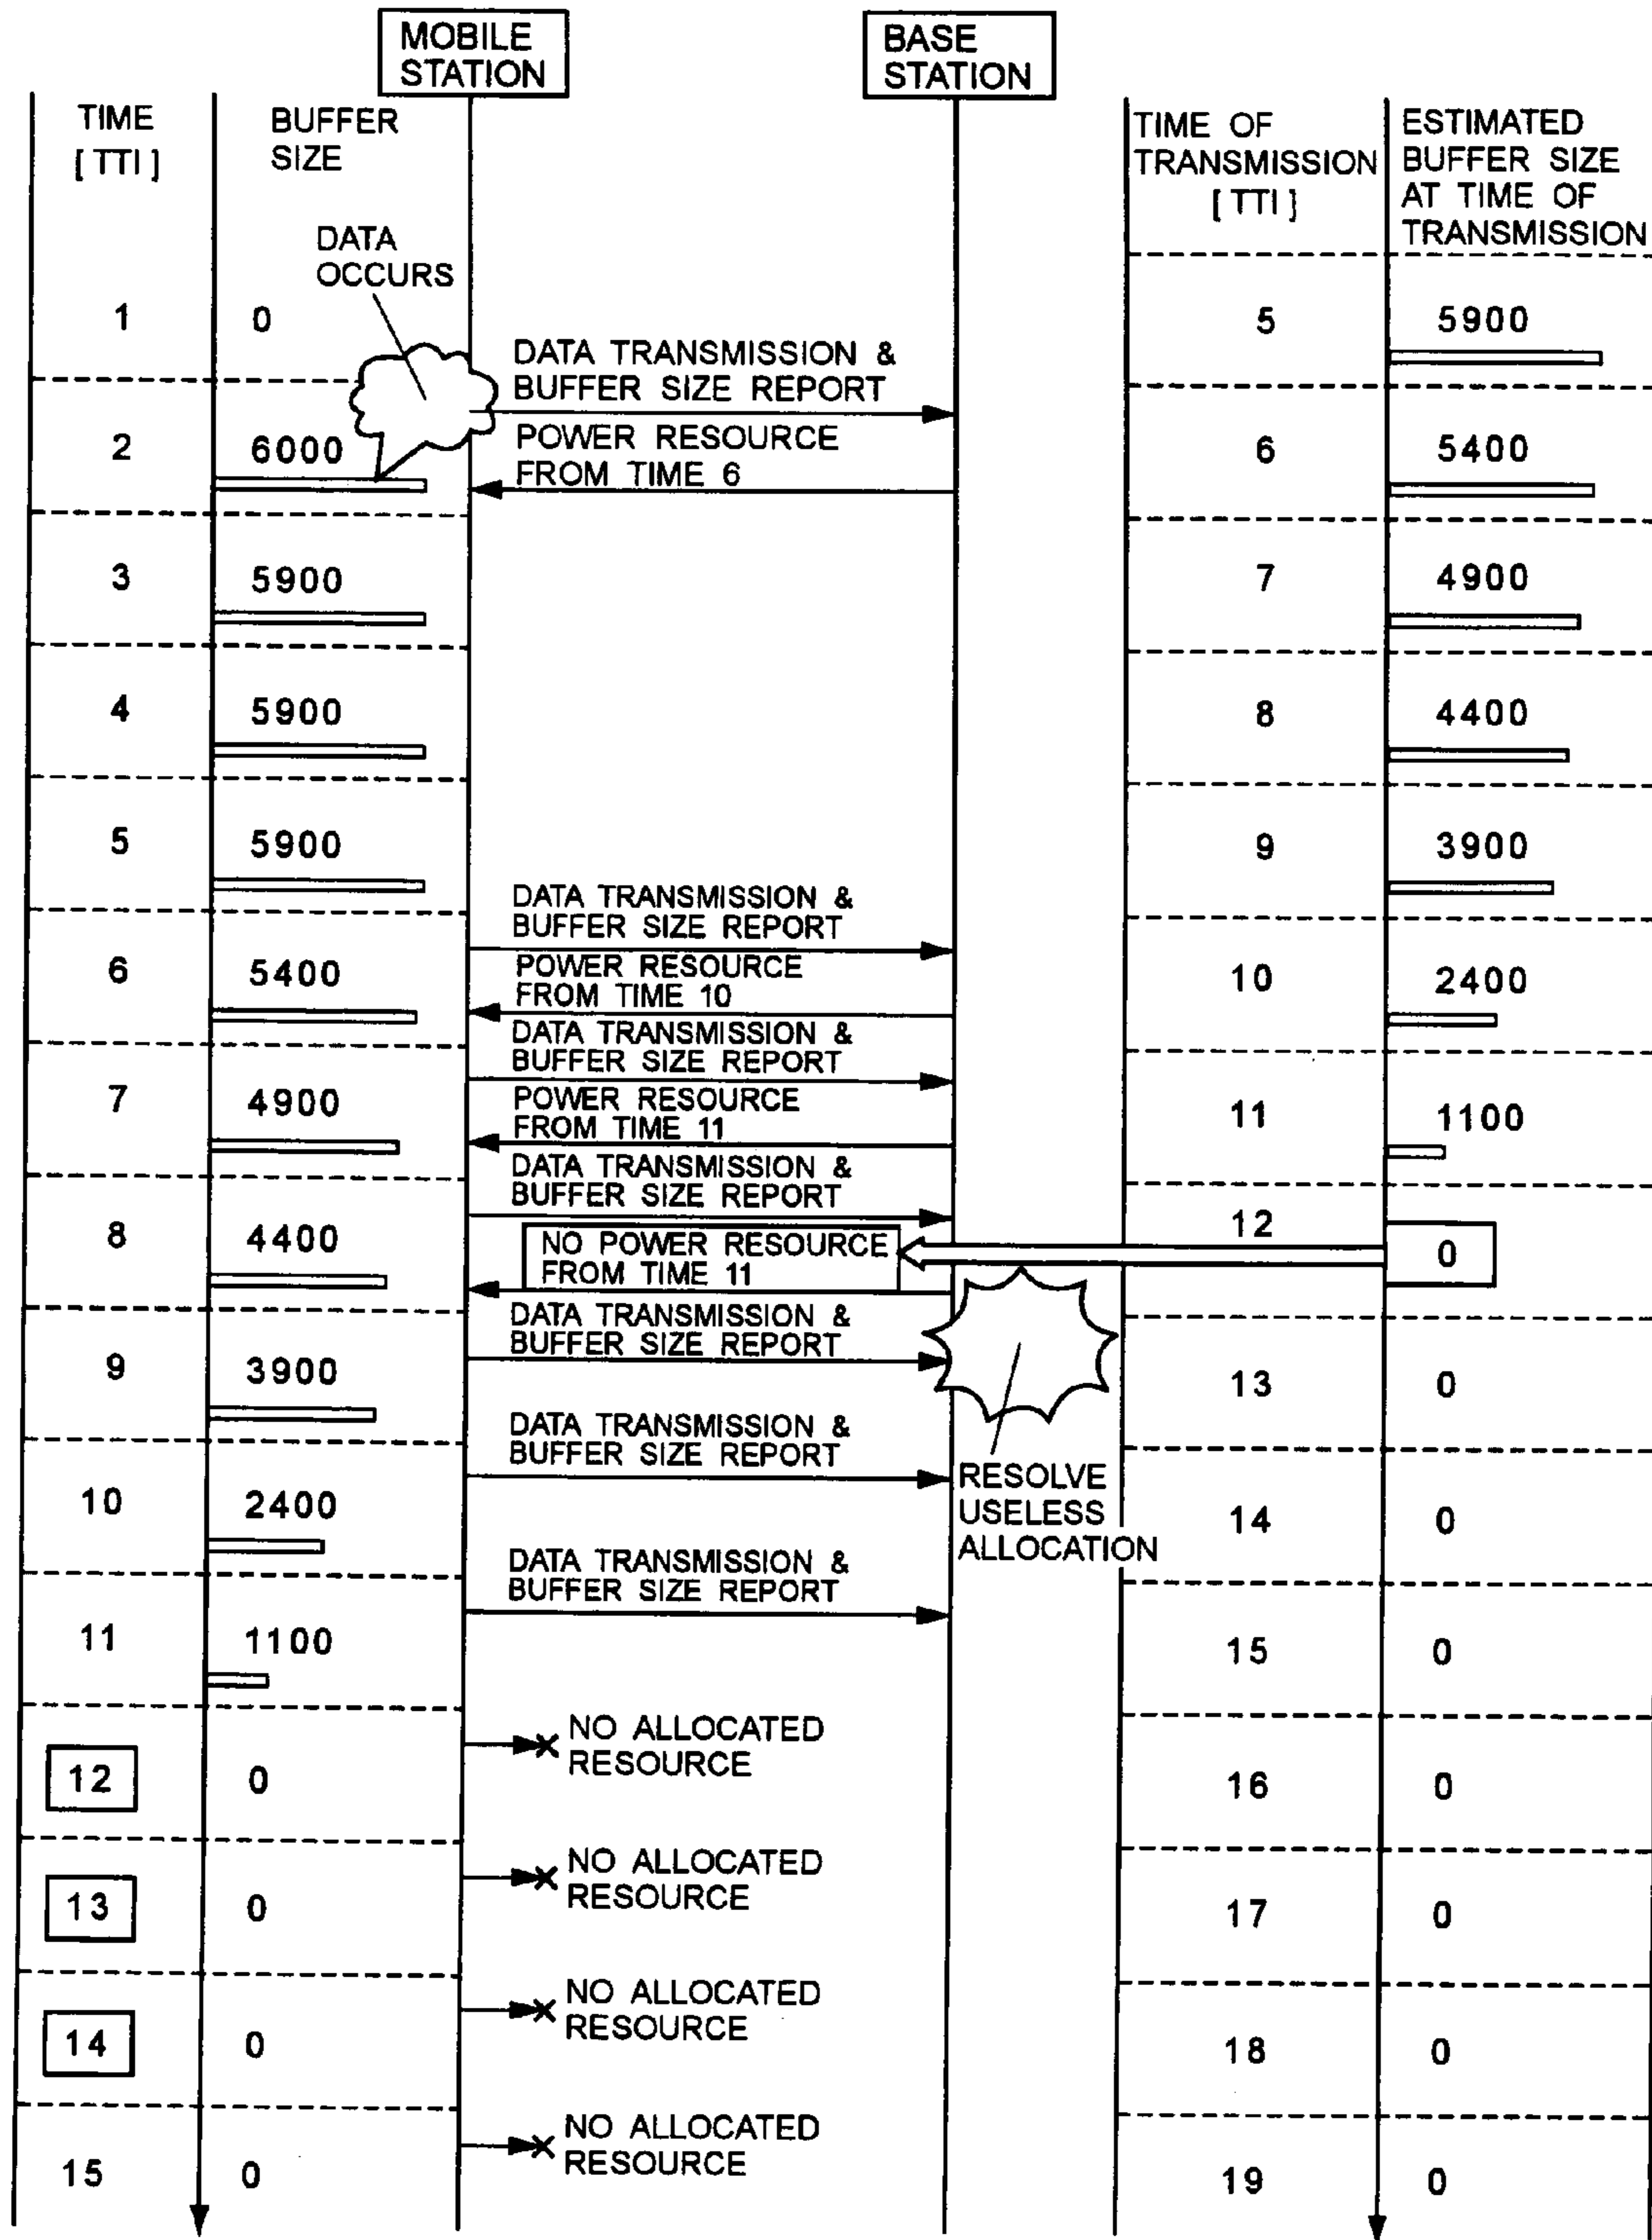 MOBILE
STATION
BASE
STATION
TIME
[ TTI ]
BUFFER
SIZE
TIME OF
TRANSMISSION
[ TTI ]
ESTIMATED
BUFFER SIZE
AT TIME OF
TRANSMISSION
DATA
OCCURS
1
0
5
5900
DATA TRANSMISSION &
BUFFER SIZE REPORT
2
6000
POWER RESOURCE
FROM TIME 6
6
5400
3
5900
7
4900
4
5900
8
4400
5
5900
9
3900
DATA TRANSMISSION &
BUFFER SIZE REPORT
6
5400
POWER RESOURCE
FROM TIME 10
10
2400
DATA TRANSMISSION &
BUFFER SIZE REPORT
7
4900
POWER RESOURCE
FROM TIME 11
11
1100
DATA TRANSMISSION &
BUFFER SIZE REPORT
8
4400
NO POWER RESOURCE
FROM TIME 11
12
0
DATA TRANSMISSION &
BUFFER SIZE REPORT
9
3900
13
0
DATA TRANSMISSION &
BUFFER SIZE REPORT
RESOLVE
USELESS
ALLOCATION
10
2400
14
0
DATA TRANSMISSION &
BUFFER SIZE REPORT
11
1100
15
0
NO ALLOCATED
RESOURCE
12
0
16
0
NO ALLOCATED
RESOURCE
13
0
17
0
NO ALLOCATED
RESOURCE
14
0
18
0
NO ALLOCATED
RESOURCE
15
0
19
0